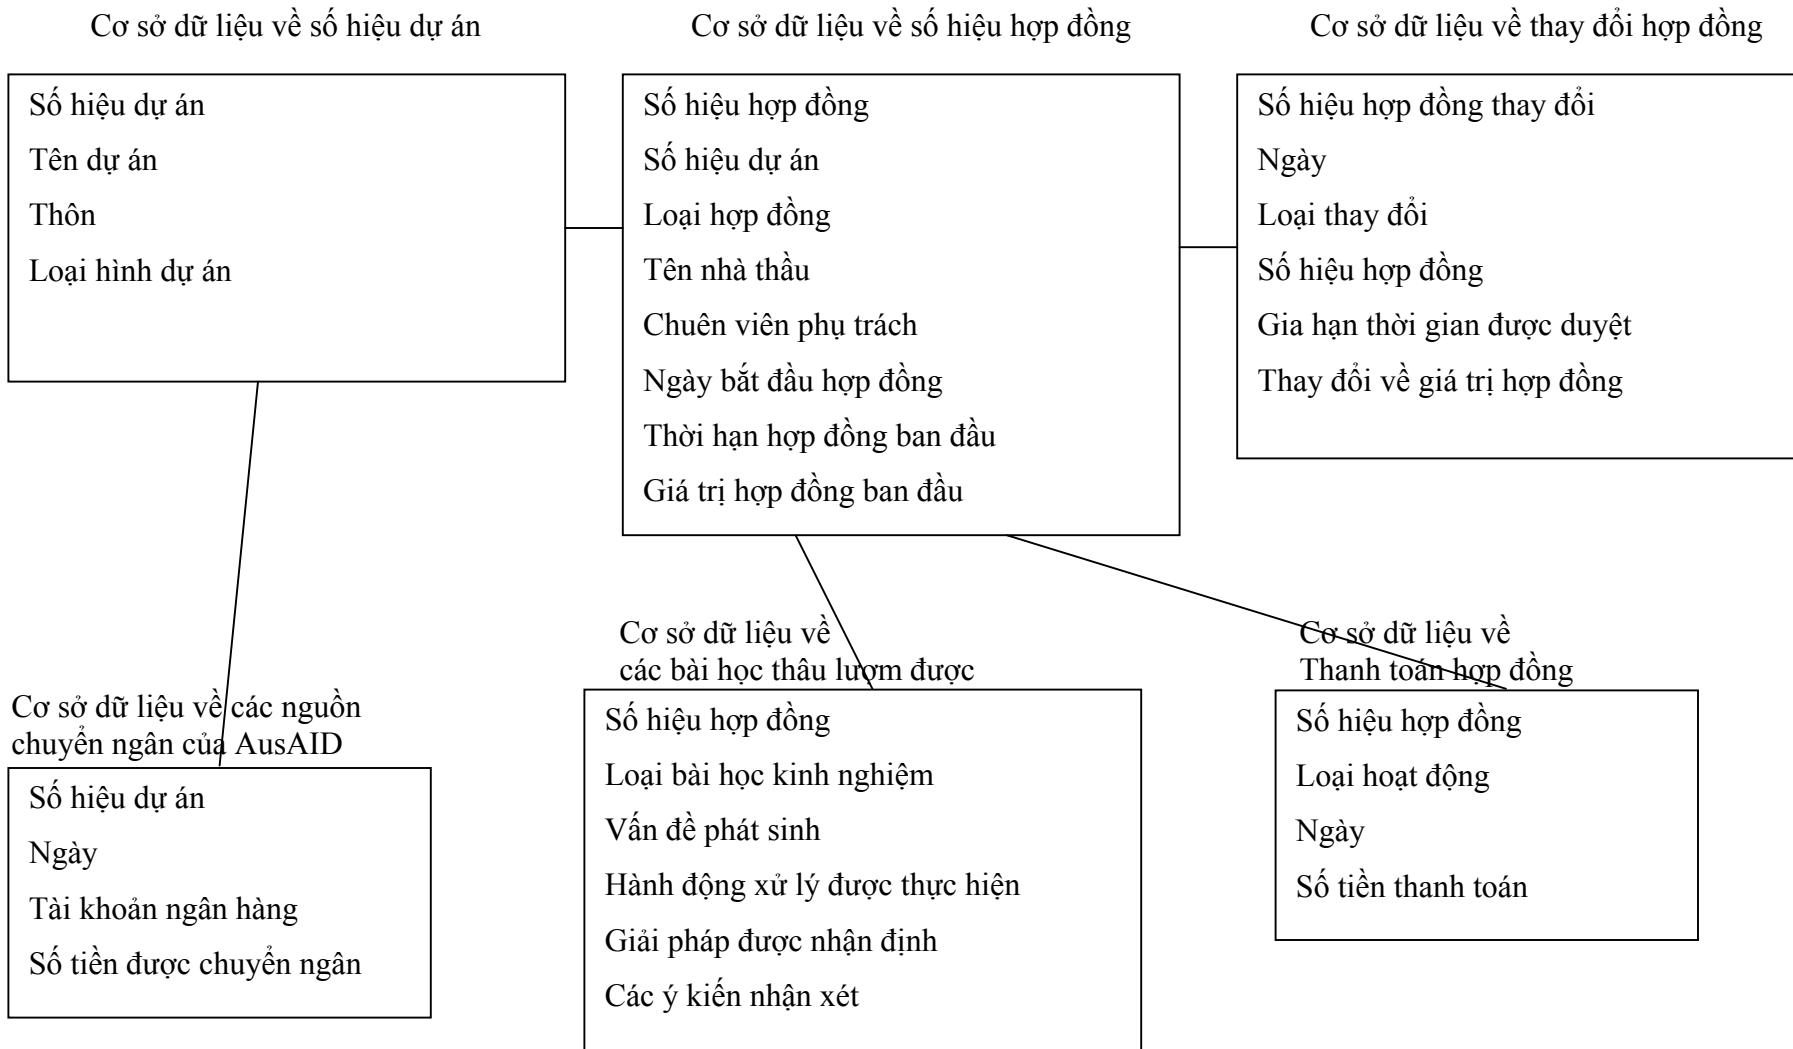 Cơ sở dữ liệu về số hiệu dự án
Số hiệu dự án
Tên dự án
Thôn
Loại hình dự án
Cơ sở dữ liệu về số hiệu hợp đồng
Số hiệu hợp đồng
Số hiệu dự án
Loại hợp đồng
Tên nhà thầu
Chuên viên phụ trách
Ngày bắt đầu hợp đồng
Thời hạn hợp đồng ban đầu
Giá trị hợp đồng ban đầu
Cơ sở dữ liệu về thay đổi hợp đồng
Số hiệu hợp đồng thay đổi
Ngày
Loại thay đổi
Số hiệu hợp đồng
Gia hạn thời gian được duyệt
Thay đổi về giá trị hợp đồng
Cơ sở dữ liệu về các nguồn
chuyển ngân của AusAID
Số hiệu dự án
Ngày
Tài khoản ngân hàng
Số tiền được chuyển ngân
Cơ sở dữ liệu về
các bài học thâu lượm được
Số hiệu hợp đồng
Loại bài học kinh nghiệm
Vấn đề phát sinh
Hành động xử lý được thực hiện
Giải pháp được nhận định
Các ý kiến nhận xét
Cơ sở dữ liệu về
Thanh toán hợp đồng
Số hiệu hợp đồng
Loại hoạt động
Ngày
Số tiền thanh toán